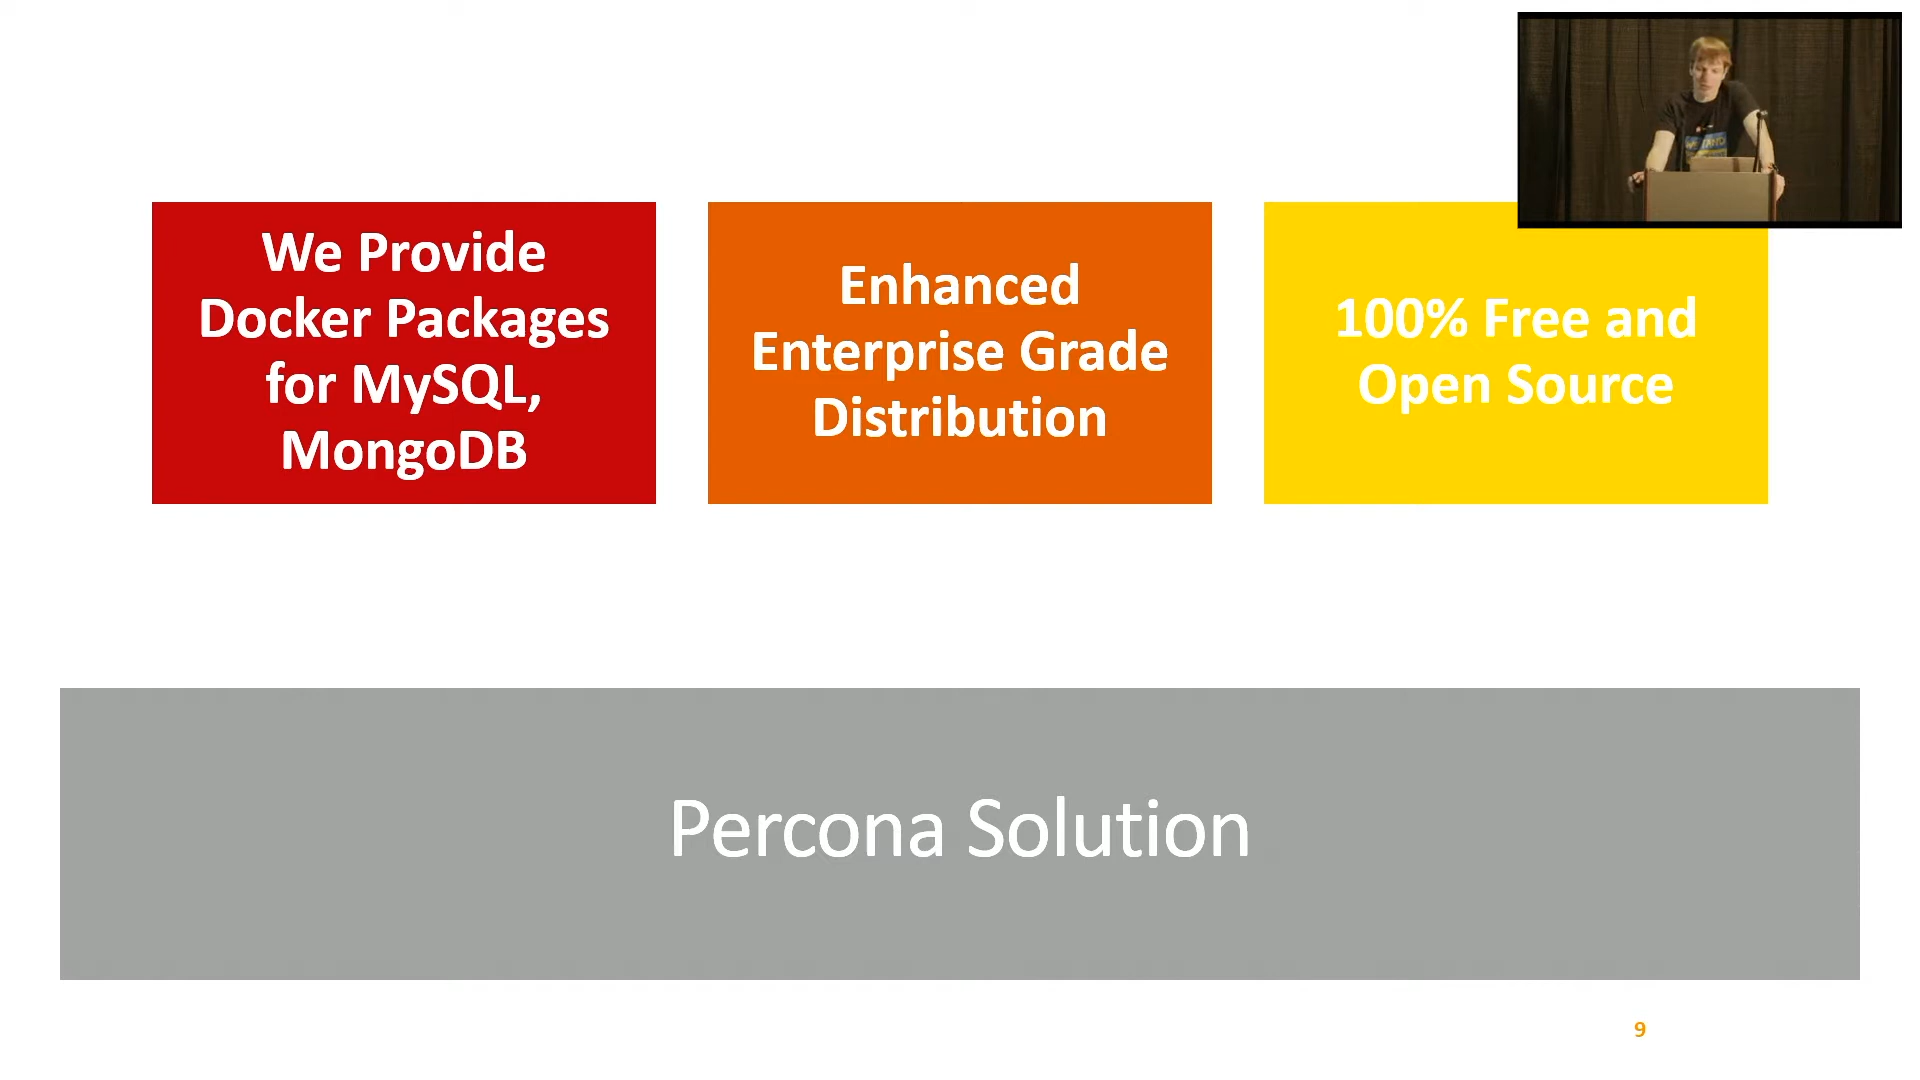 We Provide
Docker Packages
for MySQL,
MongoDB
Enhanced
Enterprise Grade
Distribution
100% Free and
Open Source
Percona Solution
9